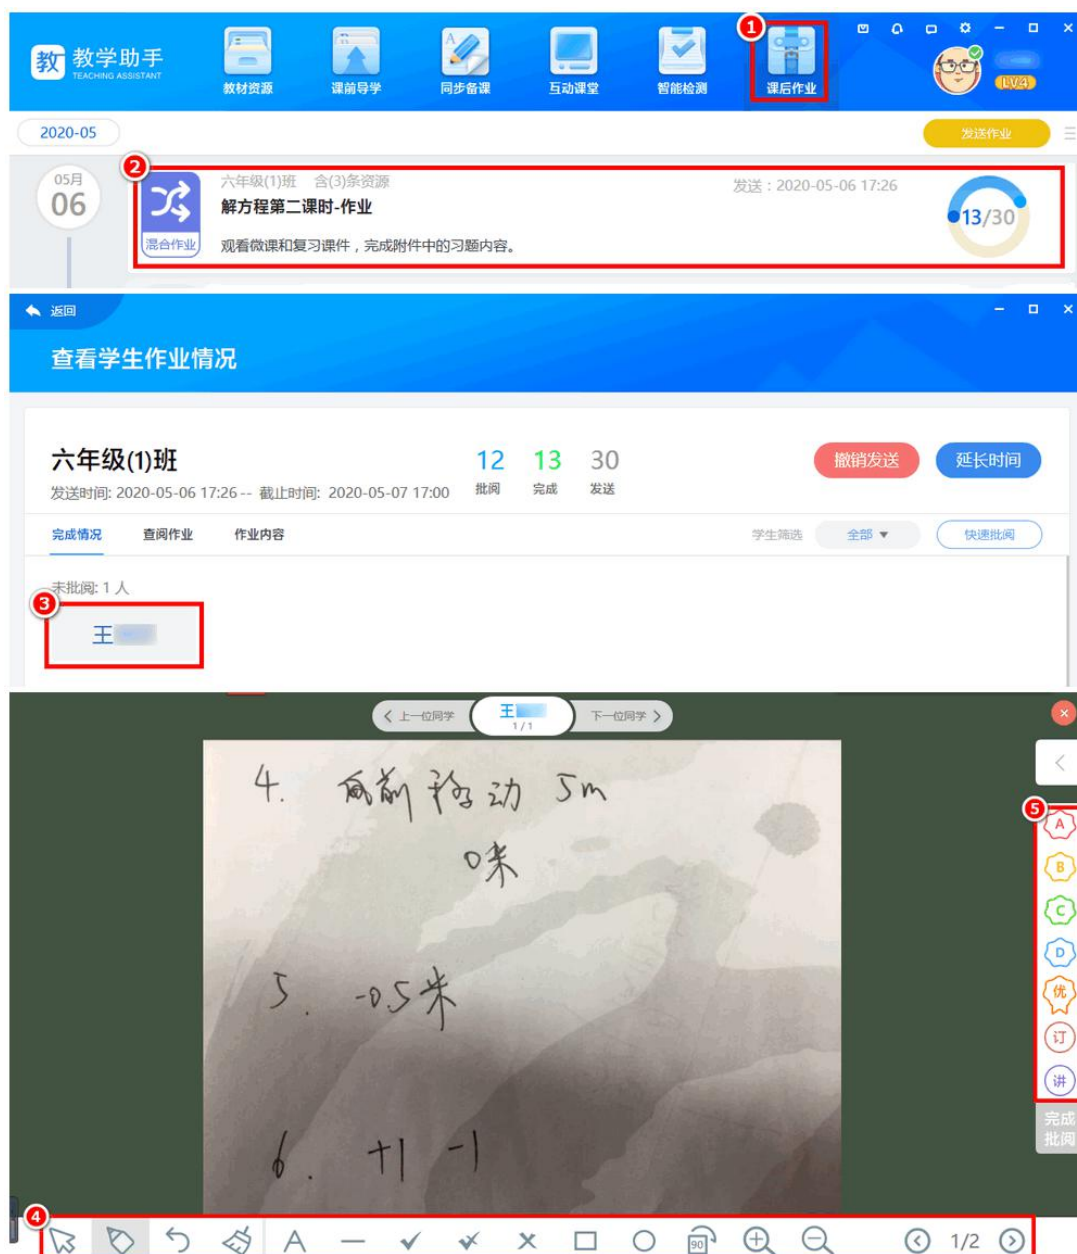 教 教学助手
TEACHING ASSISTANT
教材资源 课前导学 同步备课 互动课堂 智能检测 课后作业
1
LV4
2020-05
发送作业
05月
06
2
混合作业
六年级(1)班 含(3)条资源
发送：2020-05-06 17:26
解方程第二课时-作业
13/30
观看微课和复习课件，完成附件中的习题内容。
返回
查看学生作业情况
六年级(1)班
12 13 30
批阅 完成 发送
撤销发送 延长时间
发送时间: 2020-05-06 17:26 -- 截止时间: 2020-05-07 17:00
完成情况 查阅作业 作业内容
学生筛选 全部 快速批阅
未批阅: 1 人
3
王
上一位同学 王 下一位同学
1/1
4. 移动 5m
0米
5. -0.5米
6. +1 -1
5
A
B
C
D
优
订
讲
完成
批阅
4
A 90 1/2